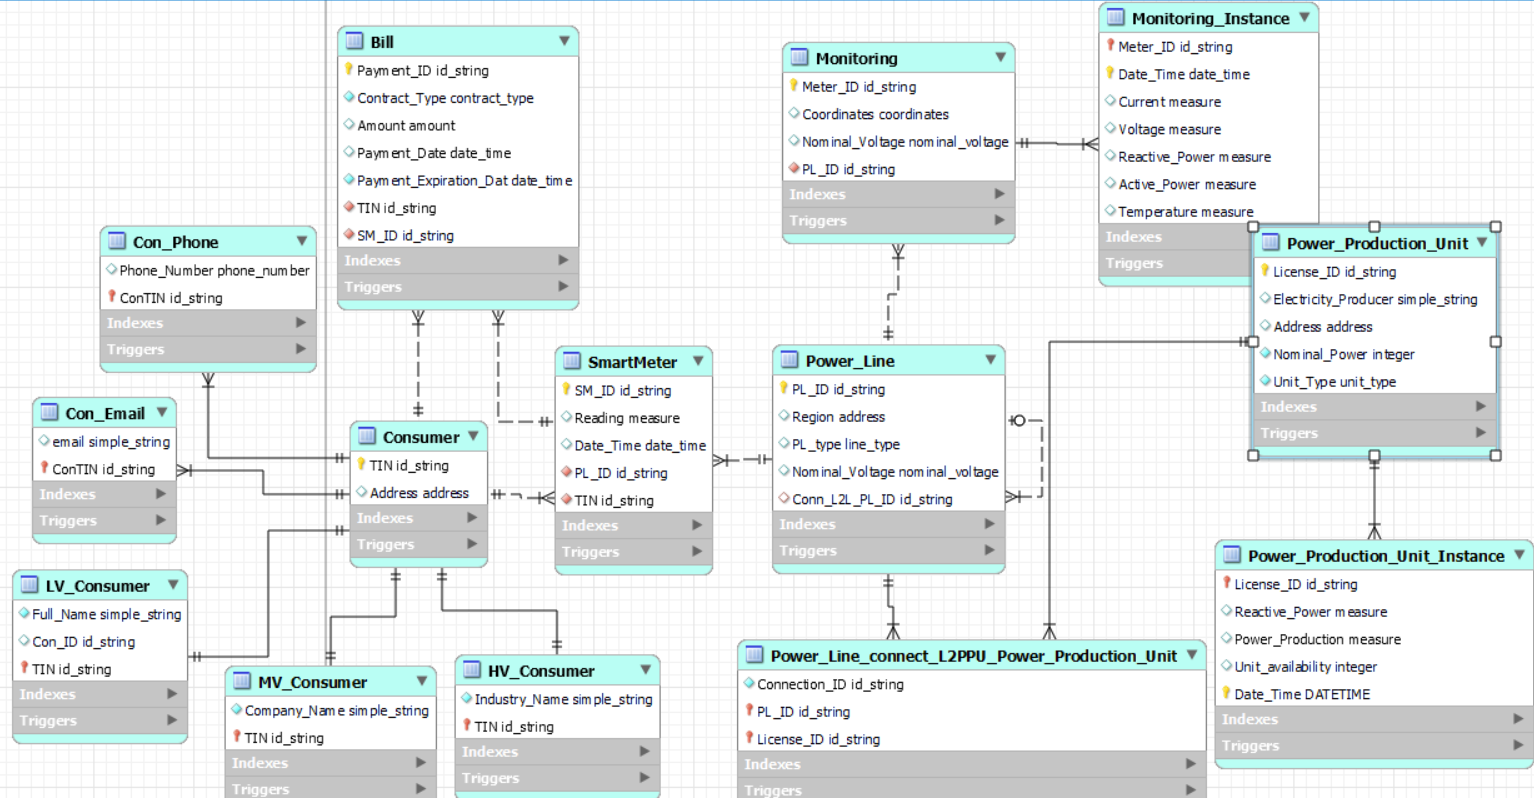 Bill
Payment_ID id_string
Contract_Type contract_type
Amount amount
Payment_Date date_time
Payment_Expiration_Dat date_time
TIN id_string
SM_ID id_string
Indexes
Triggers
Monitoring
Meter_ID id_string
Coordinates coordinates
Nominal_Voltage nominal_voltage
PL_ID id_string
Indexes
Triggers
Monitoring_Instance
Meter_ID id_string
Date_Time date_time
Current measure
Voltage measure
Reactive_Power measure
Active_Power measure
Temperature measure
Indexes
Triggers
Power_Production_Unit
License_ID id_string
Electricity_Producer simple_string
Address address
Nominal_Power integer
Unit_Type unit_type
Indexes
Triggers
Con_Phone
Phone_Number phone_number
ConTIN id_string
Indexes
Triggers
Con_Email
email simple_string
ConTIN id_string
Indexes
Triggers
Consumer
TIN id_string
Address address
Indexes
Triggers
SmartMeter
SM_ID id_string
Reading measure
Date_Time date_time
PL_ID id_string
TIN id_string
Indexes
Triggers
Power_Line
PL_ID id_string
Region address
PL_type line_type
Nominal_Voltage nominal_voltage
Conn_L2L_PL_ID id_string
Indexes
Triggers
LV_Consumer
Full_Name simple_string
Con_ID id_string
TIN id_string
Indexes
Triggers
MV_Consumer
Company_Name simple_string
TIN id_string
Indexes
Triggers
HV_Consumer
Industry_Name simple_string
TIN id_string
Indexes
Triggers
Power_Line_connect_L2PPU_Power_Production_Unit
Connection_ID id_string
PL_ID id_string
License_ID id_string
Indexes
Triggers
Power_Production_Unit_Instance
License_ID id_string
Reactive_Power measure
Power_Production measure
Unit_availability integer
Date_Time DATETIME
Indexes
Triggers